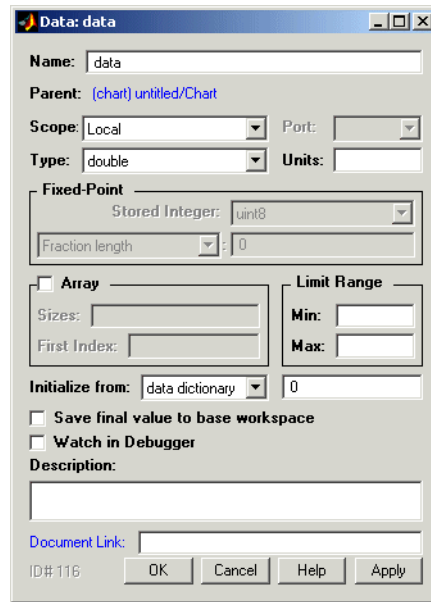 Data: data
Name: data
Parent: (chart) untitled/Chart
Scope: Local Port:
Type: double Units:
Fixed-Point
Stored Integer: uint8
Fraction length : 0
Array Limit Range
Sizes: Min:
First Index: Max:
Initialize from: data dictionary 0
Save final value to base workspace
Watch in Debugger
Description:
Document Link:
ID# 116 OK Cancel Help Apply